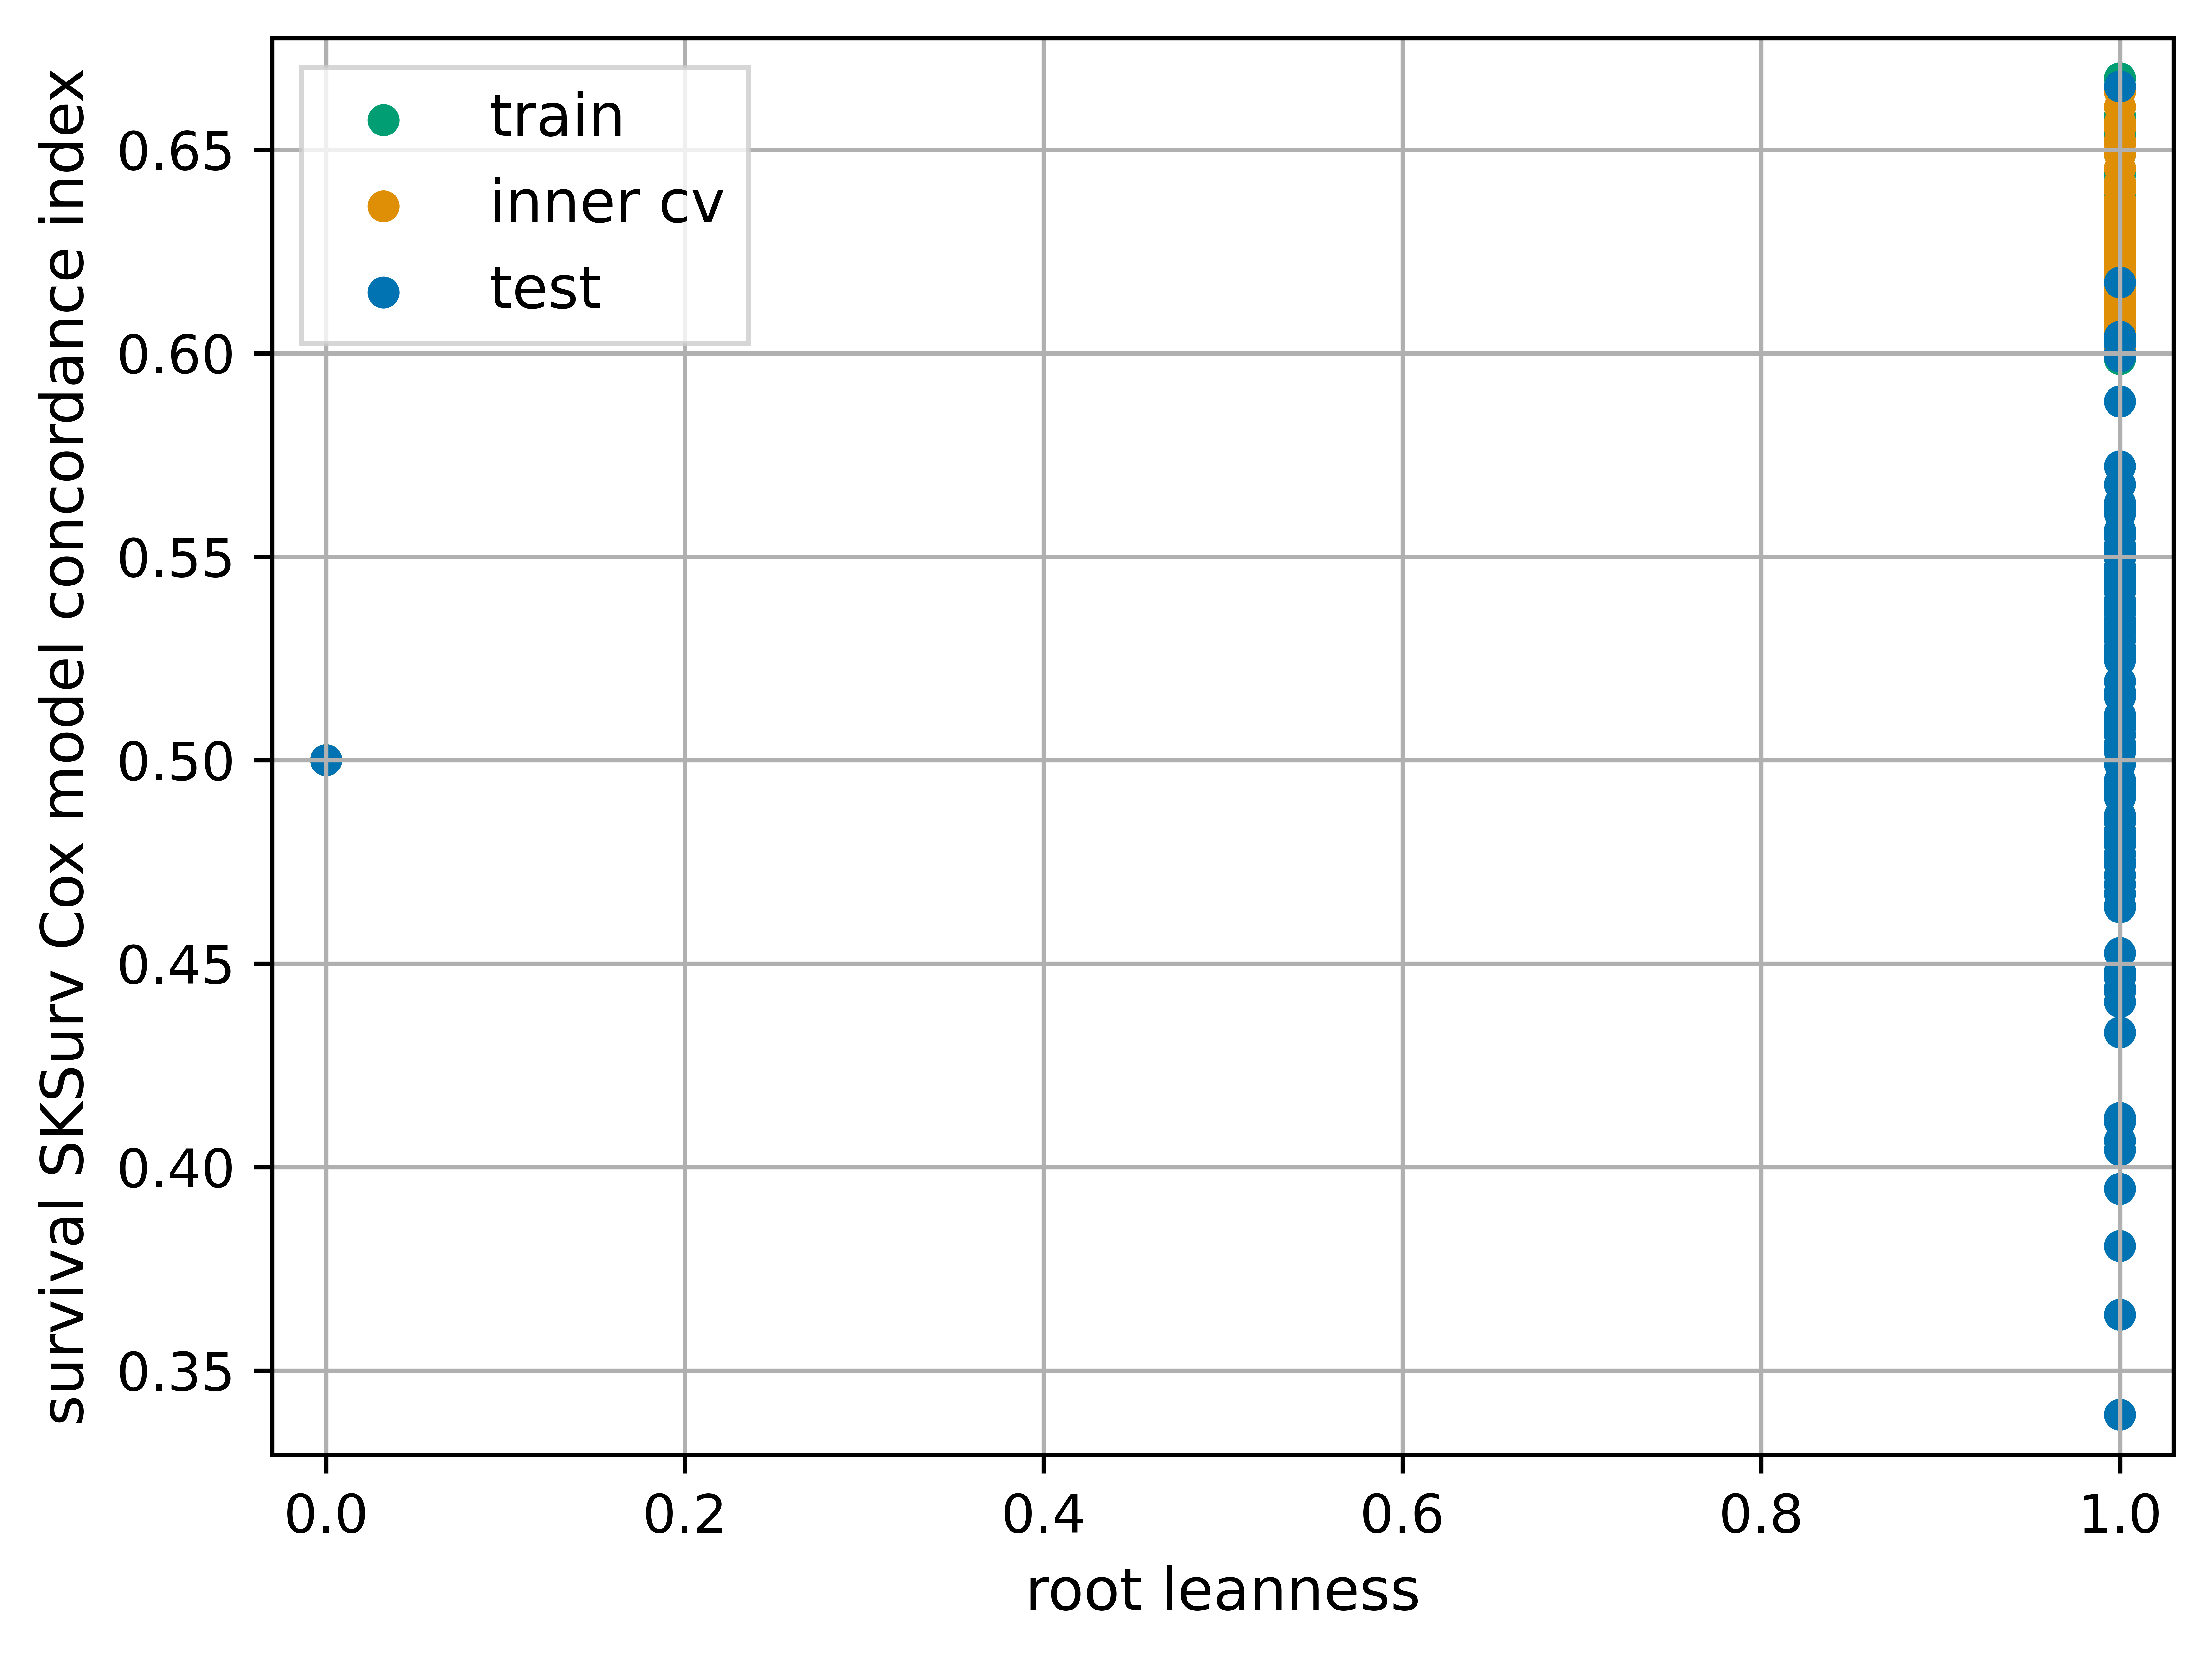 survival SKSurv Cox model concordance index
train
inner cv
test
0.65
0.60
0.55
0.50
0.45
0.40
0.35
0.0 0.2 0.4 0.6 0.8 1.0
root leanness